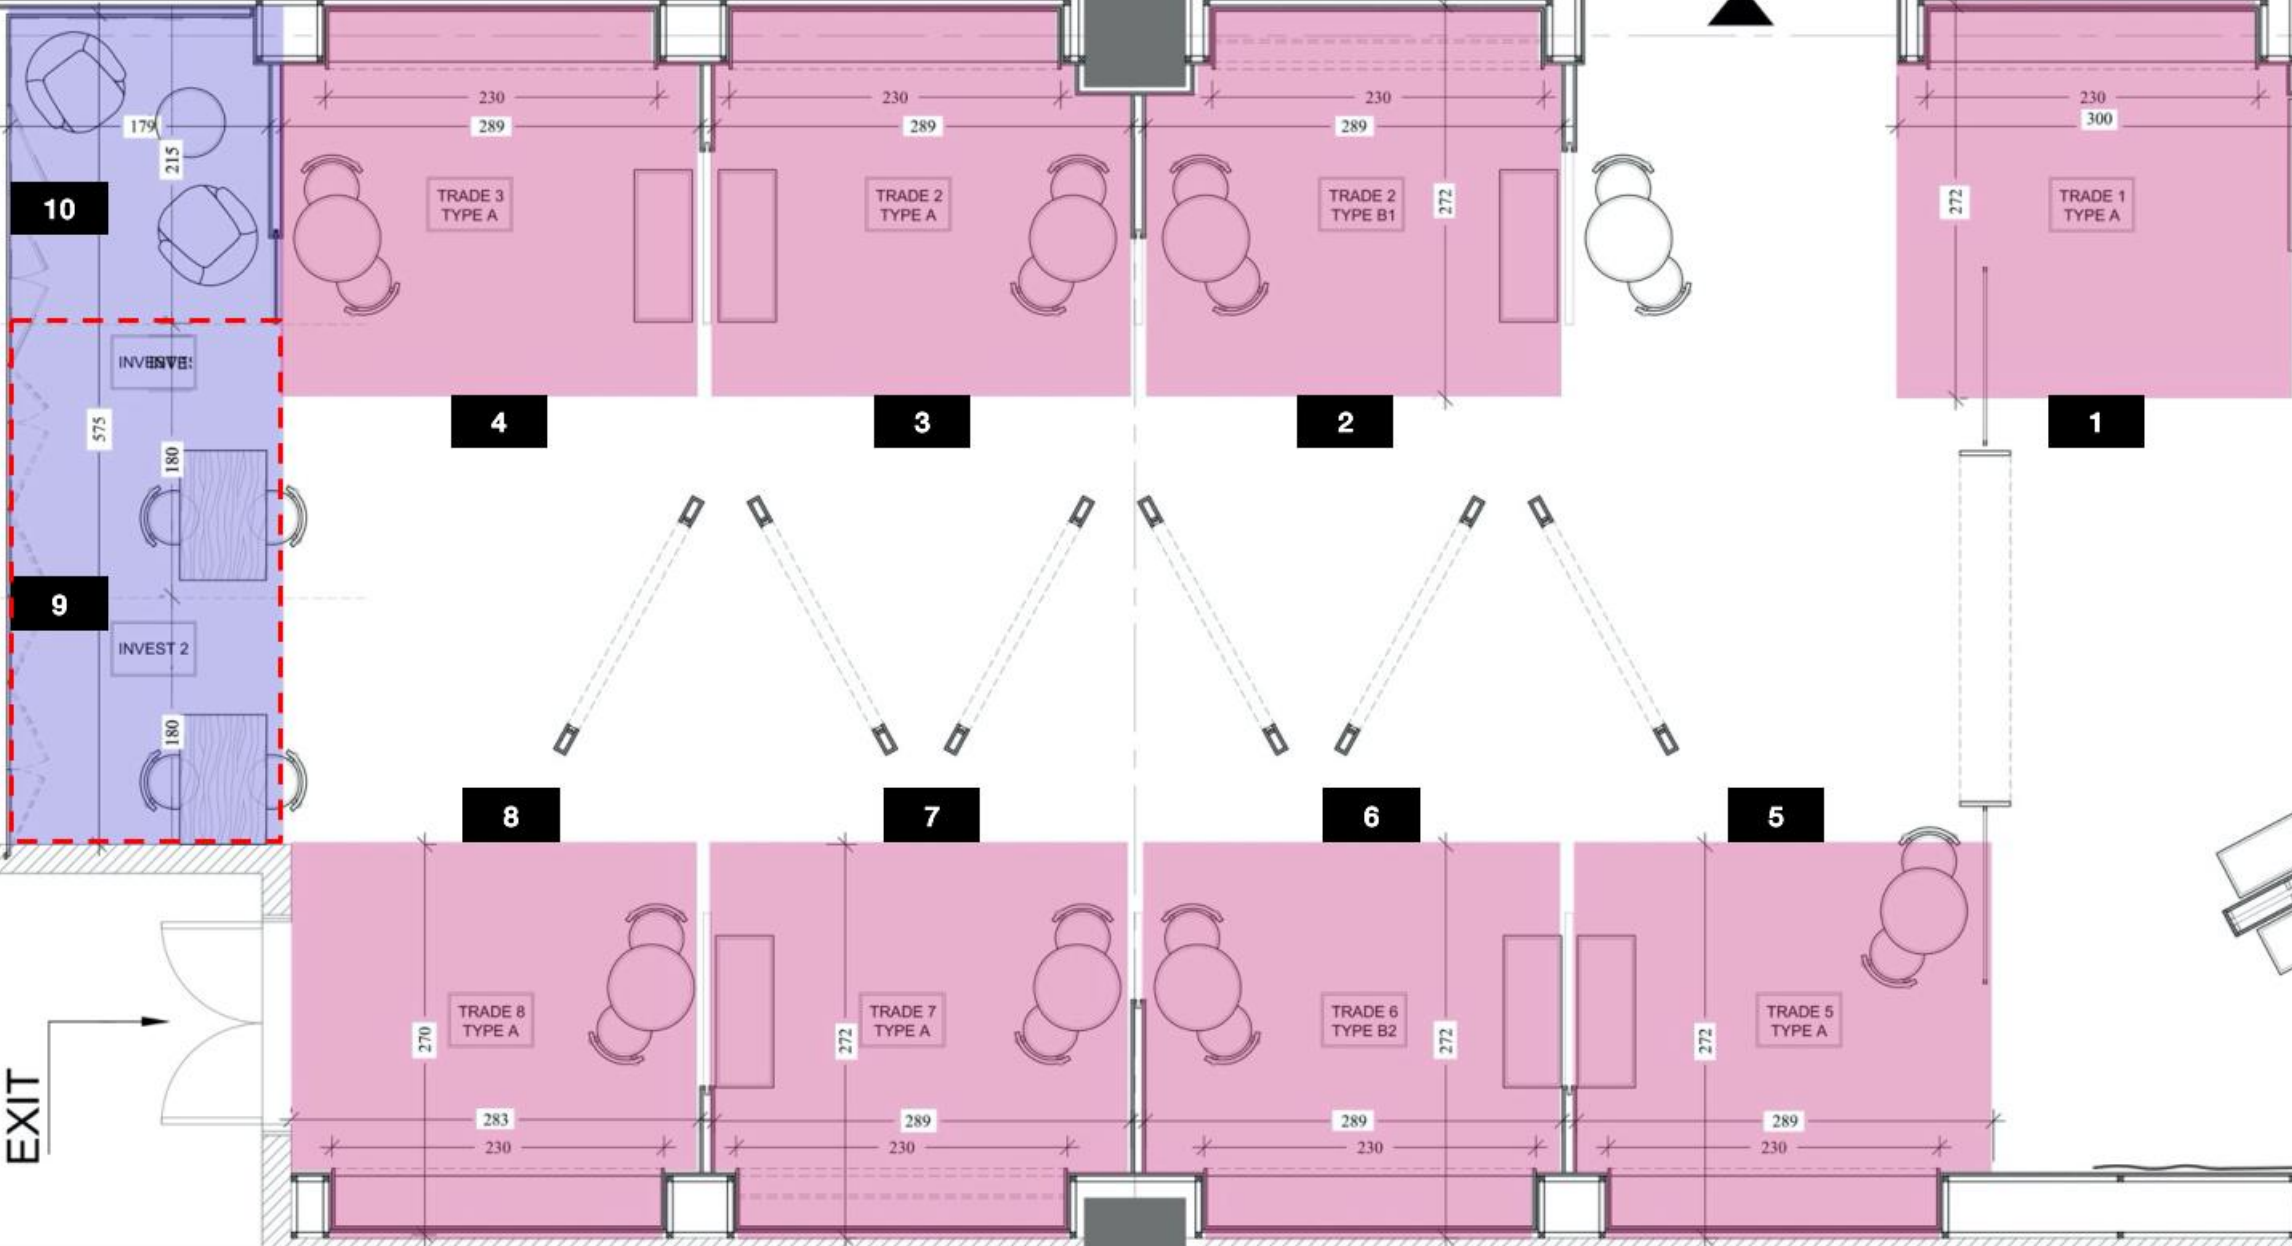 230
230
230
230
179
289
289
289
300
215
10
TRADE 3
TYPE A
TRADE 2
TYPE A
TRADE 2
TYPE B1
272
272
TRADE 1
TYPE A
INVEST 
4
3
2
1
575
180
9
INVEST 2
180
8
7
6
5
TRADE 8
TYPE A
TRADE 7
TYPE A
TRADE 6
TYPE B2
TRADE 5
TYPE A
270
272
272
272
EXIT
283
289
289
289
230
230
230
230